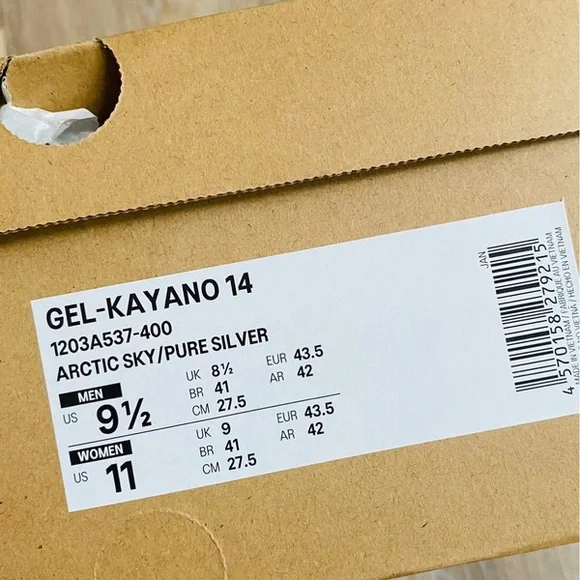 GEL-KAYANO 14
1203A537-400
ARCTIC SKY/PURE SILVER
MEN
US 9½
UK 8½
BR 41
CM 27.5
EUR 43.5
AR 42
WOMEN
US 11
UK 9
BR 41
CM 27.5
EUR 43.5
AR 42
JAN
4 570158 279215
MADE IN VIETNAM / FABRIQUE AU VIETNAM
/ HECHO EN VIETNAM